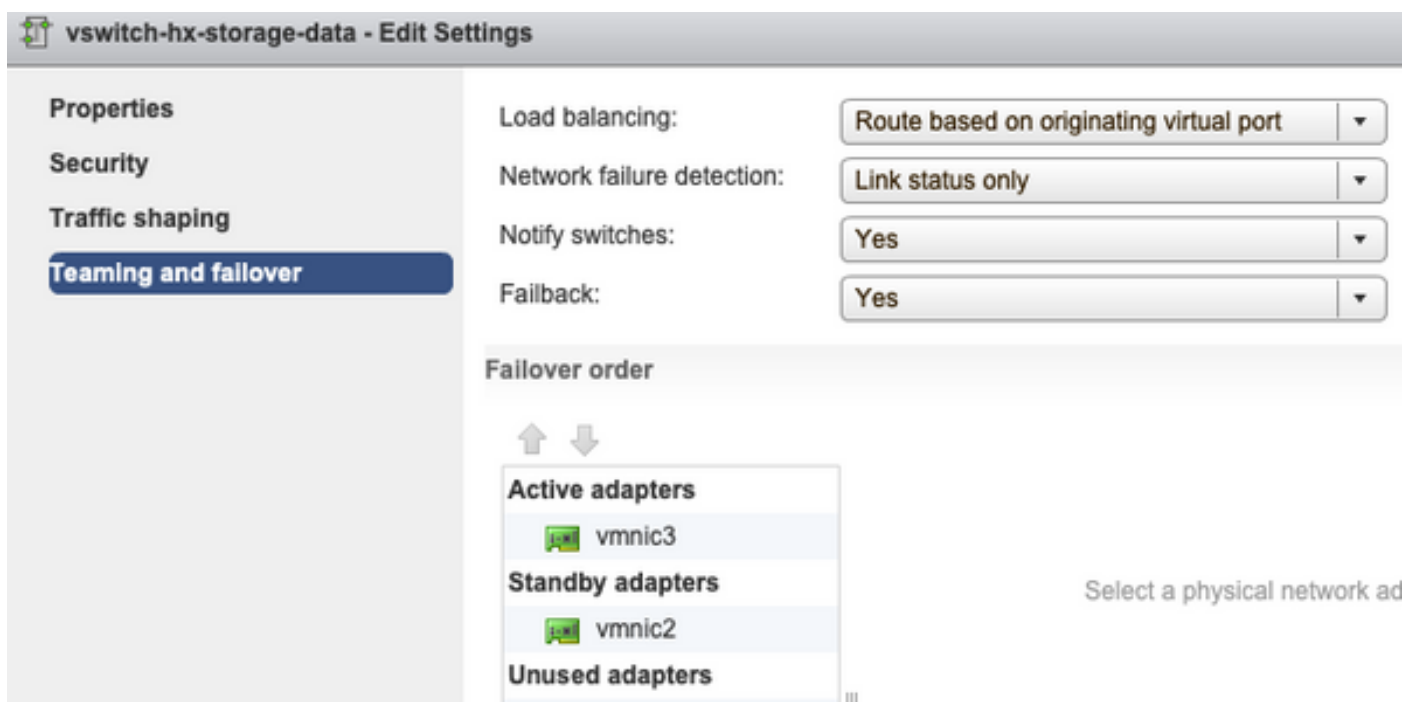 vswitch-hx-storage-data - Edit Settings
Properties
Security
Traffic shaping
Teaming and failover
Load balancing:
Route based on originating virtual port
Network failure detection:
Link status only
Notify switches:
Yes
Failback:
Yes
Failover order
Active adapters
vmnic3
Standby adapters
vmnic2
Unused adapters
Select a physical network ad